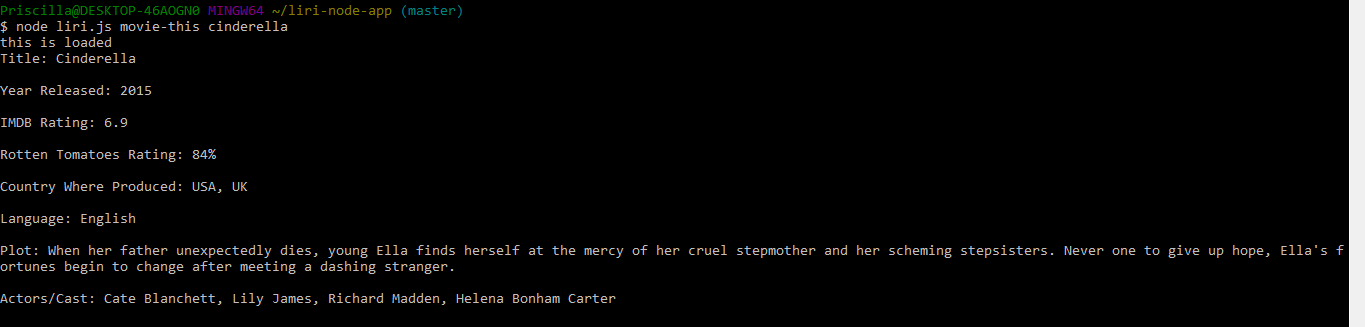 Priscilla@DESKTOP-46AOGN0 MINGW64 ~/liri-node-app (master)
$ node liri.js movie-this cinderella
this is loaded
Title: Cinderella
Year Released: 2015
IMDB Rating: 6.9
Rotten Tomatoes Rating: 84%
Country Where Produced: USA, UK
Language: English
Plot: When her father unexpectedly dies, young Ella finds herself at the mercy of her cruel stepmother and her scheming stepsisters. Never one to give up hope, Ella's f
ortunes begin to change after meeting a dashing stranger.
Actors/Cast: Cate Blanchett, Lily James, Richard Madden, Helena Bonham Carter